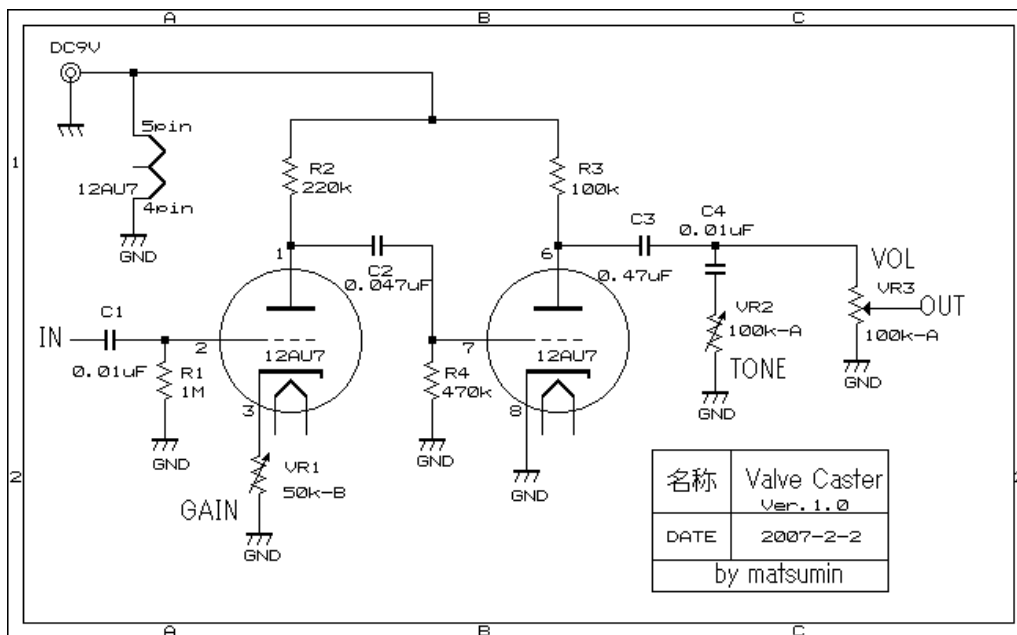 A
B
C
DC9V
5pin
12AU7
4pin
GND
1
R2
220k
R3
100k
1
C2
0.047uF
6
C3
0.47uF
C4
0.01uF
VOL
VR3
100k-A
OUT
VR2
100k-A
TONE
GND
GND
IN
C1
0.01uF
2
R1
1M
GND
12AU7
3
VR1
50k-B
GAIN
GND
7
R4
470k
GND
12AU7
8
GND
2
名称
Valve Caster
Ver.1.0
DATE
2007-2-2
by matsumin
A
B
C